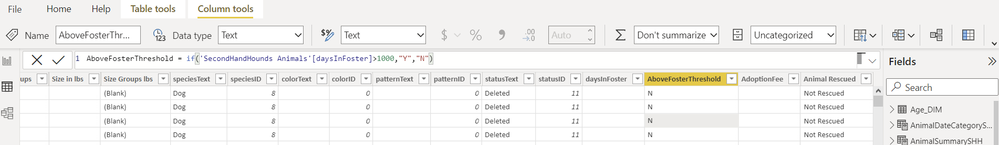 File Home Help Table tools Column tools
Name AboveFosterThr... 123 Data type Text $% Text $ % , .00 →.0 Auto Σ Don't summarize Uncategorized
1 AboveFosterThreshold = if('SecondHandHounds Animals'[daysInFoster]>1000,"Y","N")
Fields
ups Size in lbs Size Groups lbs speciesText speciesID colorText colorID patternText patternID statusText statusID daysInFoster AboveFosterThreshold AdoptionFee Animal Rescued
Search
(Blank) Dog 8 0 0 Deleted 11 N Not Rescued
(Blank) Dog 8 0 0 Deleted 11 N Not Rescued
Age_DIM
(Blank) Dog 8 0 0 Deleted 11 N Not Rescued
AnimalDateCategoryS...
(Blank) Dog 8 0 0 Deleted 11 N Not Rescued
AnimalSummarySHH